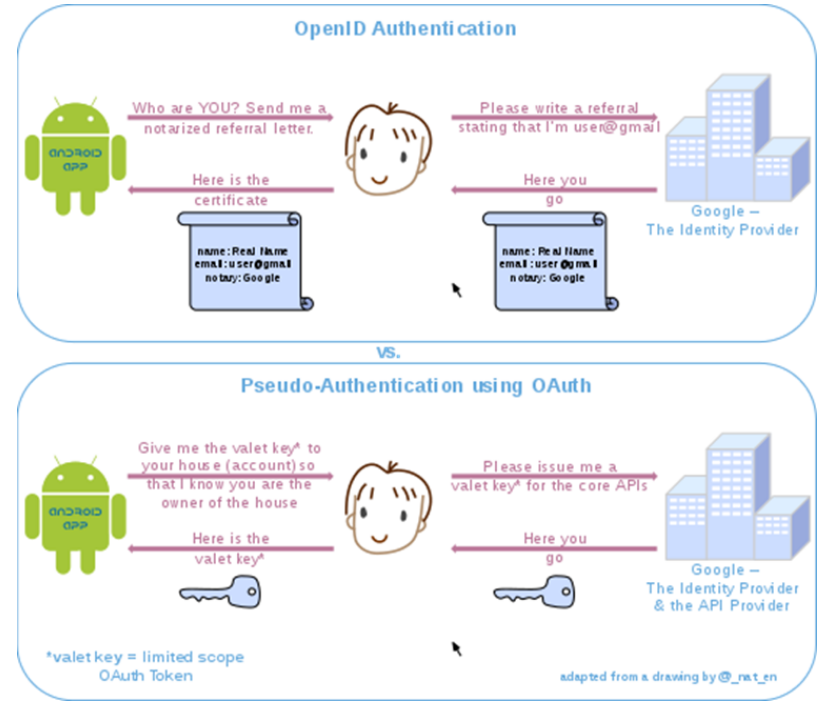 OpenID Authentication
Who are YOU? Send me a
notarized referral letter.
Please write a referral
stating that I'm user@gmail
ANDROID
APP
Here is the
certificate
Here you
go
Google –
The Identity Provider
name: Real Name
email: user@gmail
notary: Google
name: Real Name
email: user@gmail
notary: Google
vs.
Pseudo-Authentication using OAuth
Give me the valet key* to
your house (account) so
that I know you are the
owner of the house
Please issue me a
valet key* for the core APIs
ANDROID
APP
Here is the
valet key*
Here you
go
Google –
The Identity Provider
& the API Provider
*valet key = limited scope
OAuth Token
adapted from a drawing by @_nat_en